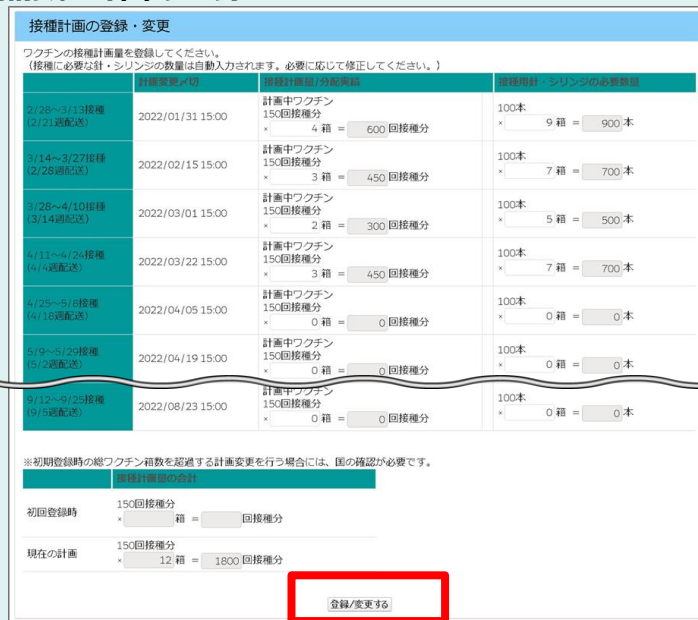 接種計画の登録・変更
ワクチンの接種計画量を登録してください。
(接種に必要な針・シリンジの数量は自動入力されます。必要に応じて修正してください。)
計画変更〆切 接種計画量/分配実績 接種用針・シリンジの必要数量
2/28~3/13接種
(2/21週配送)
2022/01/31 15:00
計画中ワクチン
150回接種分
× 4 箱 = 600 回接種分
100本
× 9 箱 = 900 本
3/14~3/27接種
(2/28週配送)
2022/02/15 15:00
計画中ワクチン
150回接種分
× 3 箱 = 450 回接種分
100本
× 7 箱 = 700 本
3/28~4/10接種
(3/14週配送)
2022/03/01 15:00
計画中ワクチン
150回接種分
× 2 箱 = 300 回接種分
100本
× 5 箱 = 500 本
4/11~4/24接種
(4/4週配送)
2022/03/22 15:00
計画中ワクチン
150回接種分
× 3 箱 = 450 回接種分
100本
× 7 箱 = 700 本
4/25~5/8接種
(4/18週配送)
2022/04/05 15:00
計画中ワクチン
150回接種分
× 0 箱 = 0 回接種分
100本
× 0 箱 = 0 本
5/9~5/29接種
(5/2週配送)
2022/04/19 15:00
計画中ワクチン
150回接種分
× 0 箱 = 0 回接種分
100本
× 0 箱 = 0 本
9/12~9/25接種
(9/5週配送)
2022/08/23 15:00
計画中ワクチン
150回接種分
× 0 箱 = 0 回接種分
100本
× 0 箱 = 0 本
※初期登録時の総ワクチン箱数を超過する計画変更を行う場合には、国の確認が必要です。
接種計画量の合計
初回登録時
150回接種分
× 箱 = 回接種分
現在の計画
150回接種分
× 12 箱 = 1800 回接種分
登録/変更する